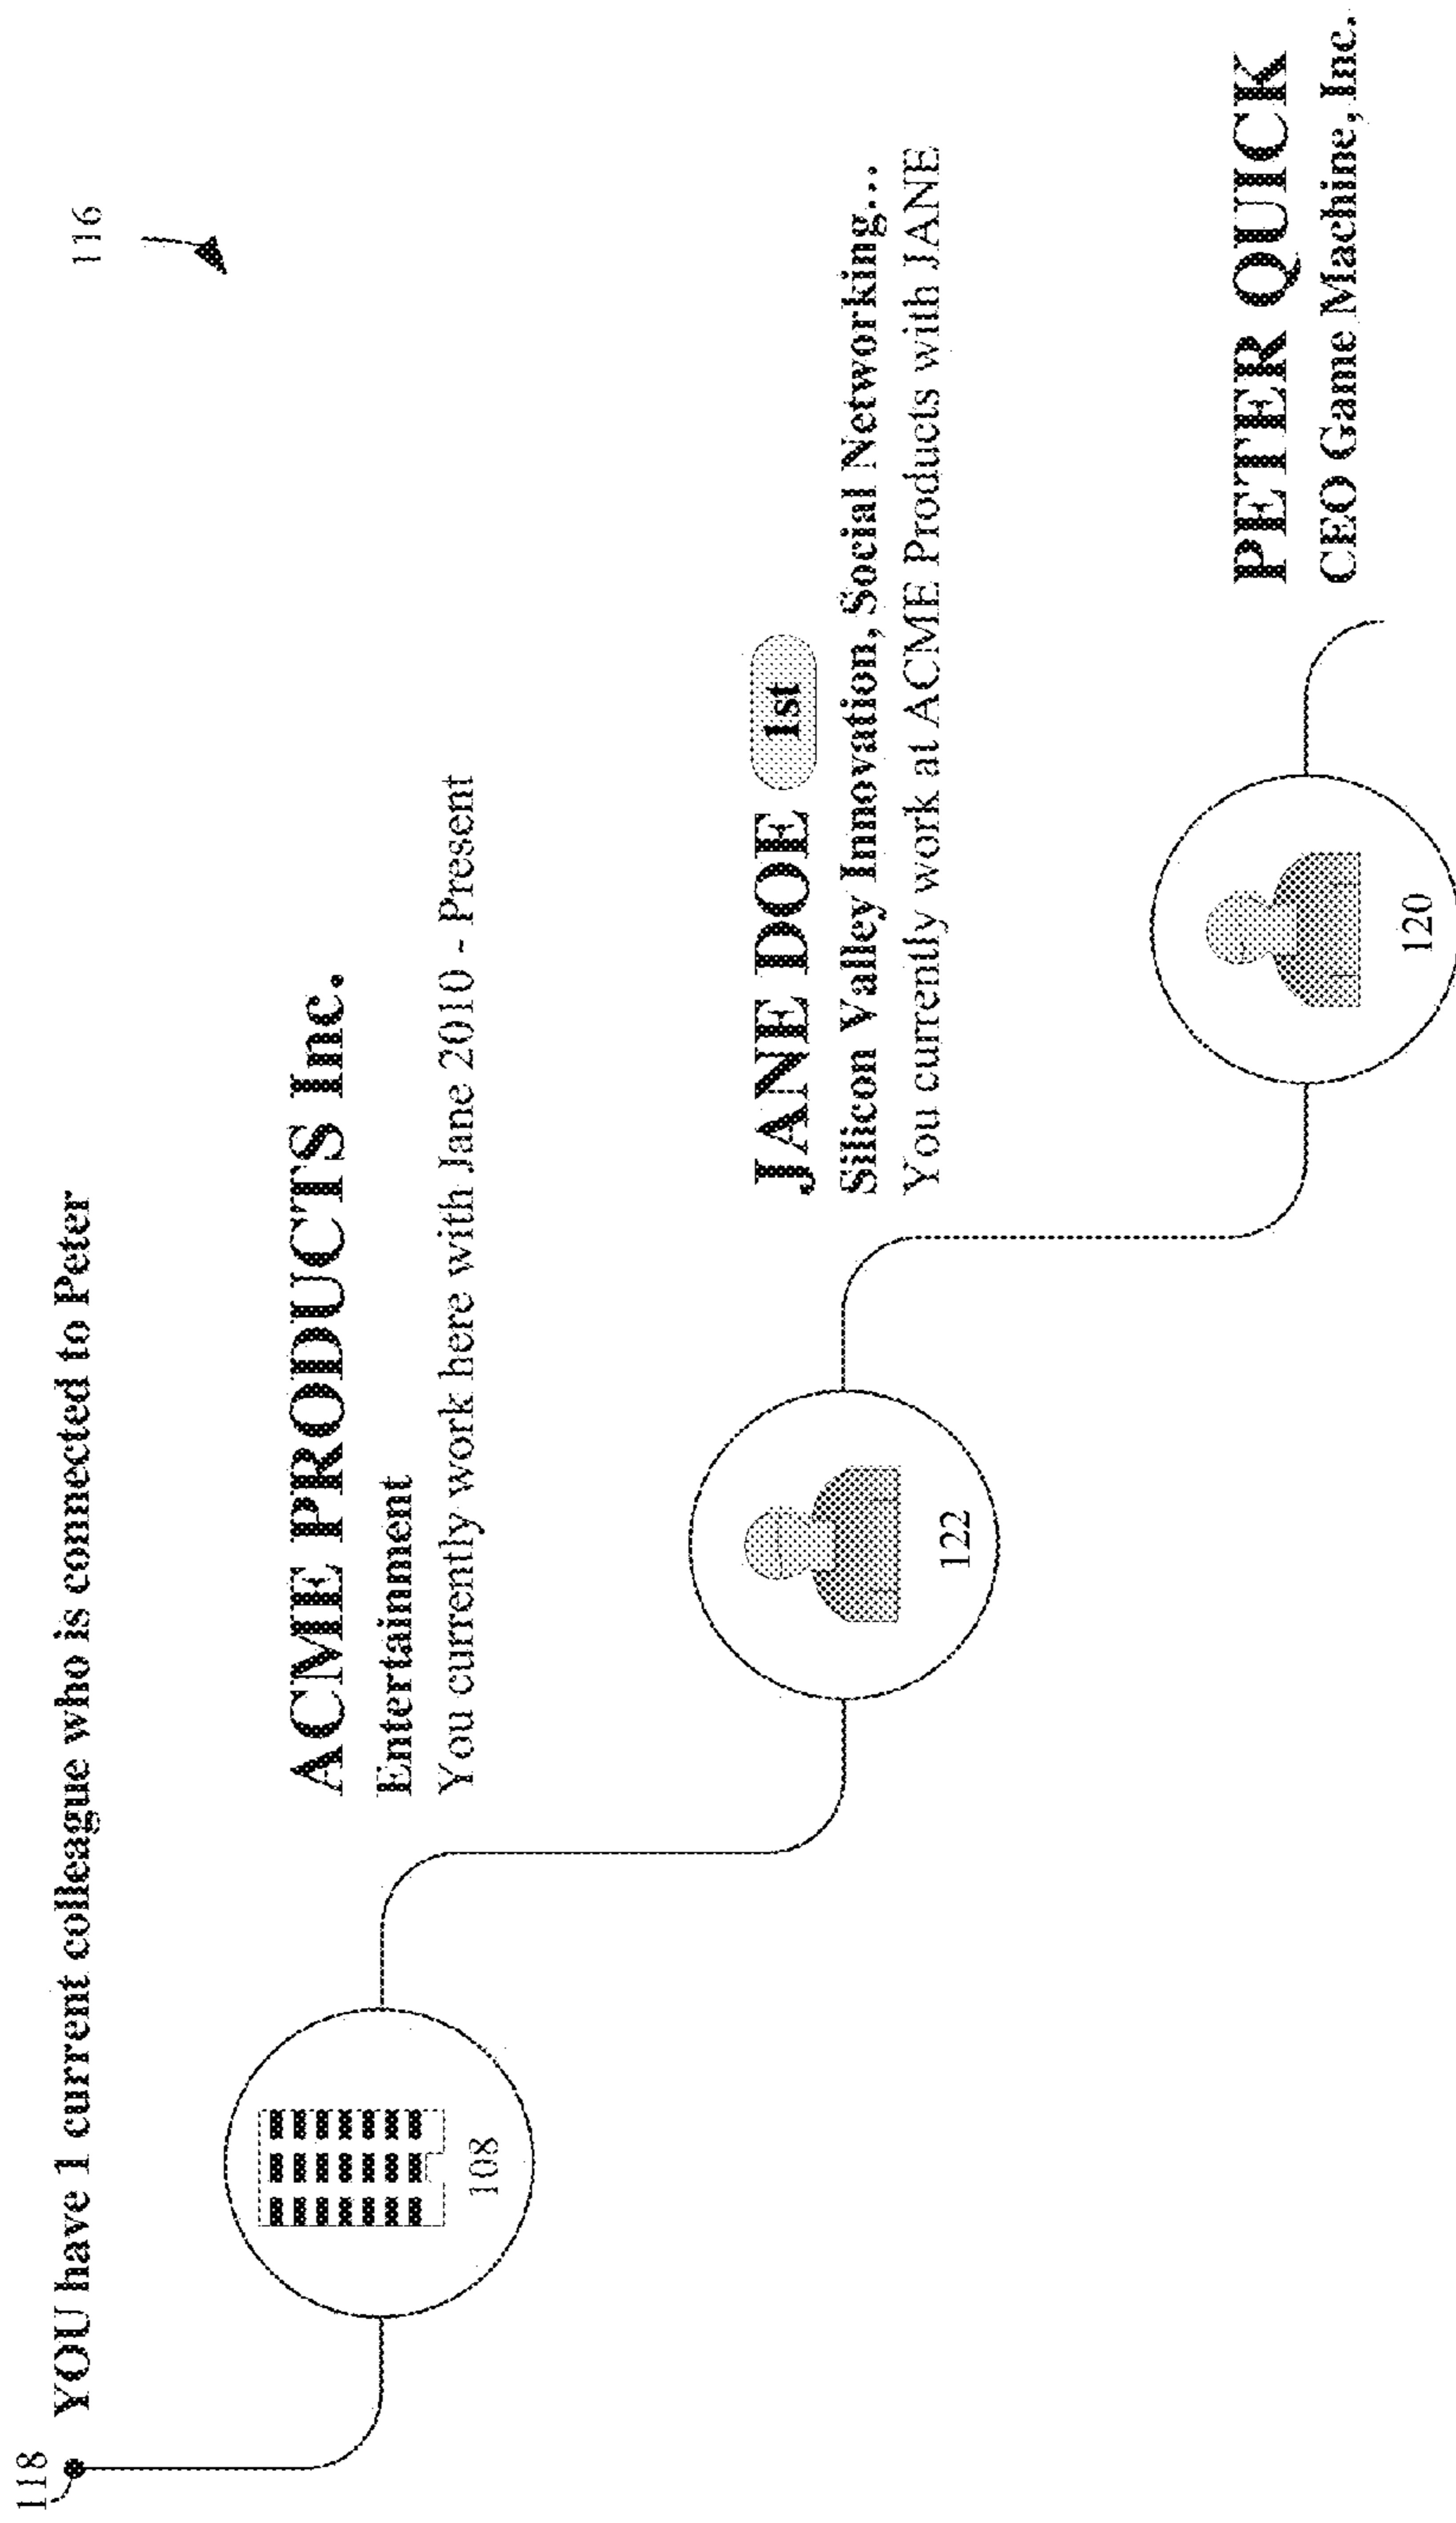 116
118
YOU have 1 current colleague who is connected to Peter
ACME PRODUCTS Inc.
Entertainment
You currently work here with Jane 2010 - Present
108
JANE DOE 1st
Silicon Valley Innovation, Social Networking...
You currently work at ACME Products with JANE
122
PETER QUICK
CEO Game Machine, Inc.
120